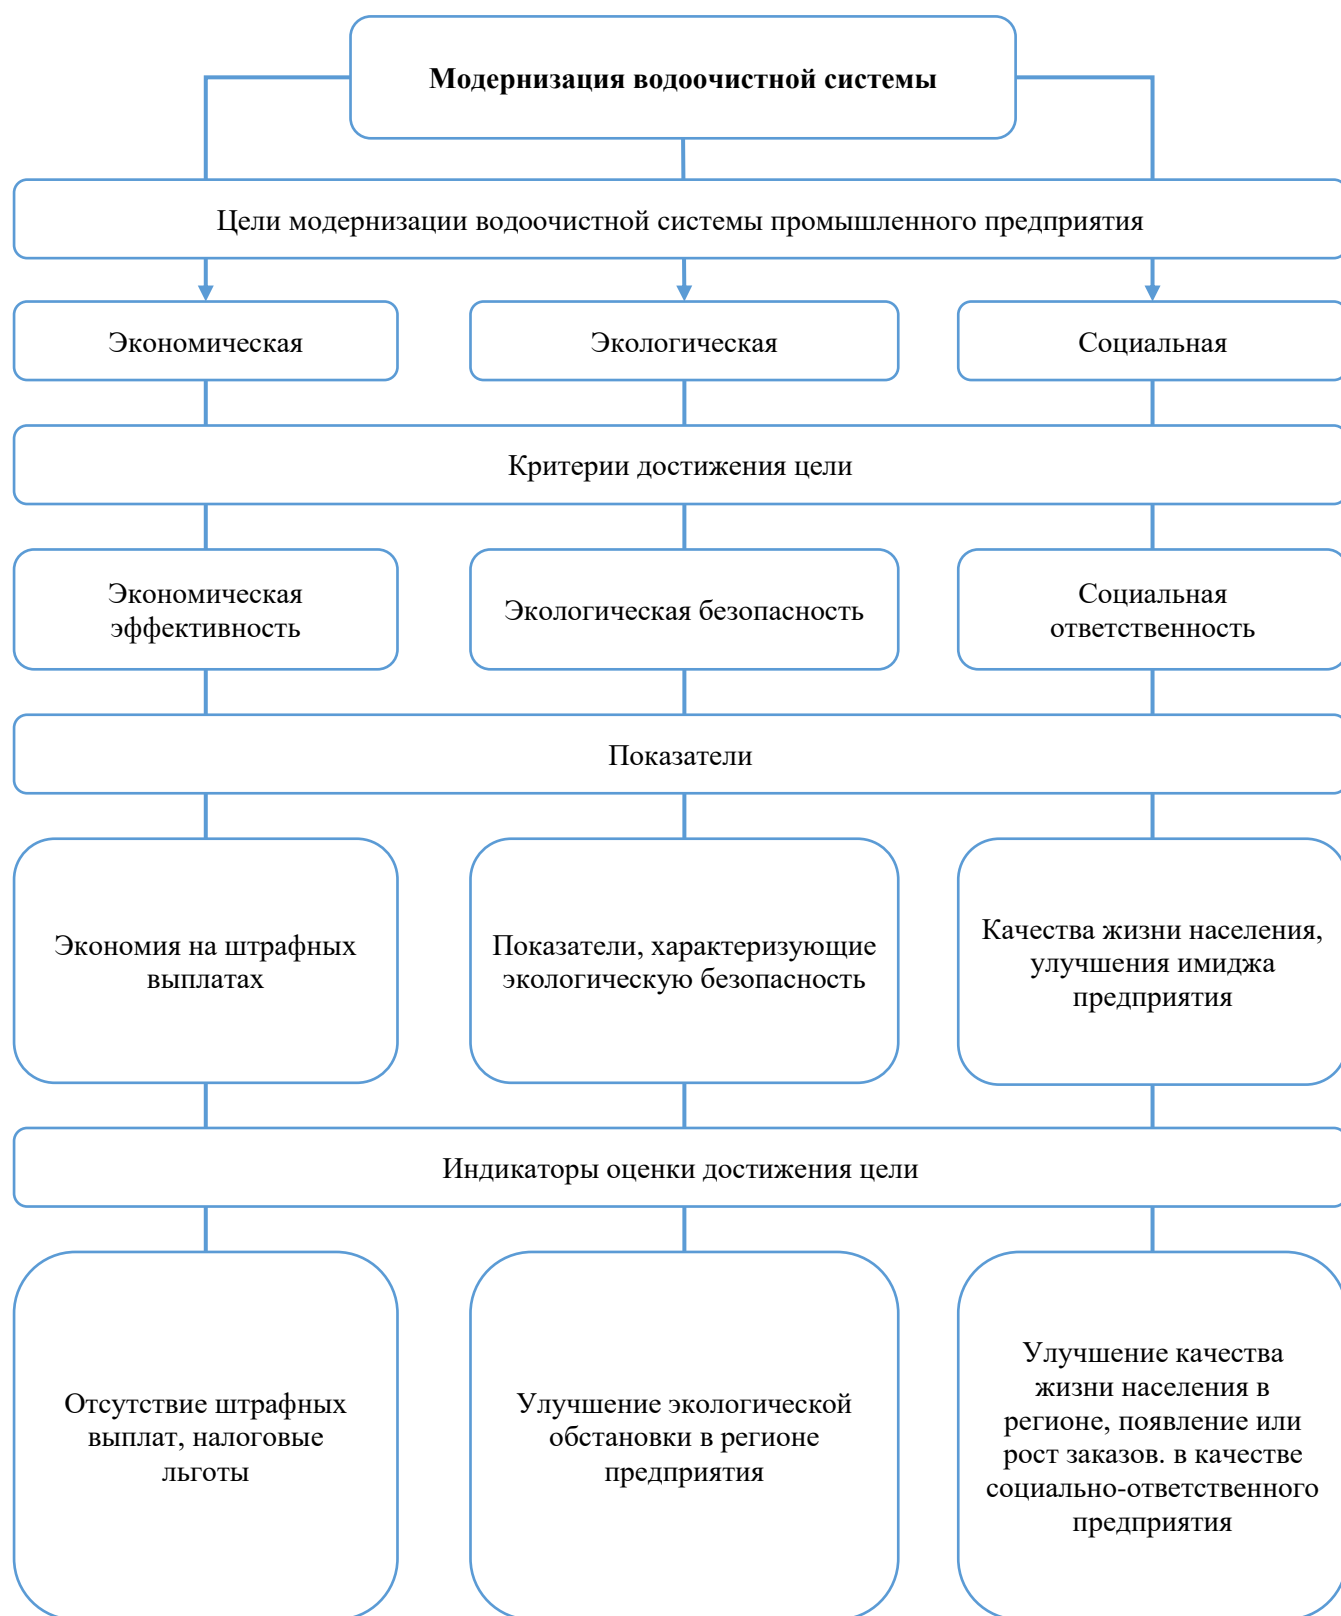 Модернизация водоочистной системы
Цели модернизации водоочистной системы промышленного предприятия
Экономическая
Экологическая
Социальная
Критерии достижения цели
Экономическая
эффективность
Экологическая безопасность
Социальная
ответственность
Показатели
Экономия на штрафных
выплатах
Показатели, характеризующие
экологическую безопасность
Качества жизни населения,
улучшения имиджа
предприятия
Индикаторы оценки достижения цели
Отсутствие штрафных
выплат, налоговые
льготы
Улучшение экологической
обстановки в регионе
предприятия
Улучшение качества
жизни населения в
регионе, появление или
рост заказов. в качестве
социально-ответственного
предприятия